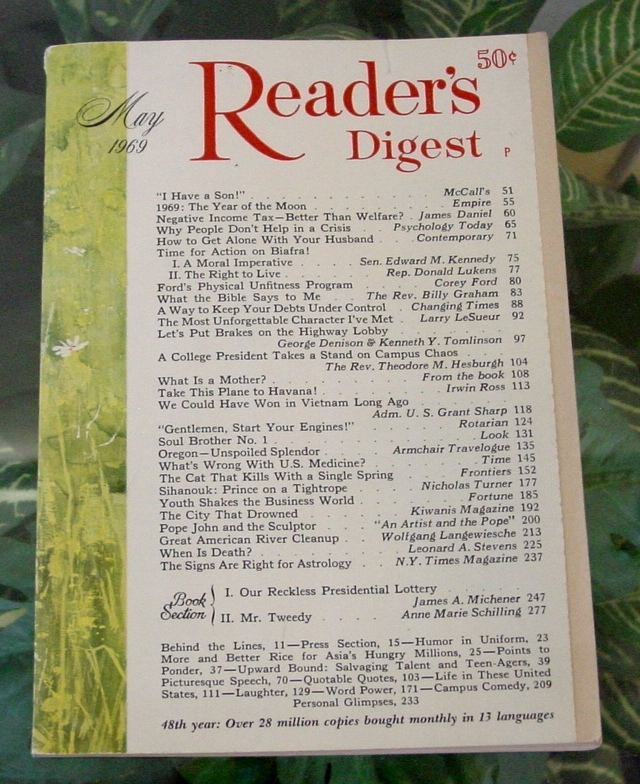 50¢
May
1969
Reader's
Digest
P
"I Have a Son!" . . . . . . . . . . McCall's 51
1969: The Year of the Moon . . . . . . . Empire 55
Negative Income Tax—Better Than Welfare? . James Daniel 60
Why People Don't Help in a Crisis . Psychology Today 65
How to Get Alone With Your Husband . . Contemporary 71
Time for Action on Biafra!
I. A Moral Imperative . . . . Sen. Edward M. Kennedy 75
II. The Right to Live . . . . . Rep. Donald Lukens 77
Ford's Physical Unfitness Program . . . . Corey Ford 80
What the Bible Says to Me . . The Rev. Billy Graham 83
A Way to Keep Your Debts Under Control . Changing Times 88
The Most Unforgettable Character I've Met . Larry LeSueur 92
Let's Put Brakes on the Highway Lobby . .
George Denison & Kenneth Y. Tomlinson 97
A College President Takes a Stand on Campus Chaos . .
The Rev. Theodore M. Hesburgh 104
What Is a Mother? . . . . . . . From the book 108
Take This Plane to Havana! . . . . . Irwin Ross 113
We Could Have Won in Vietnam Long Ago . .
Adm. U. S. Grant Sharp 118
"Gentlemen, Start Your Engines!" . . . . . Rotarian 124
Soul Brother No. 1 . . . . . . . . . Look 131
Oregon—Unspoiled Splendor . . . Armchair Travelogue 135
What's Wrong With U.S. Medicine? . . . . . Time 145
The Cat That Kills With a Single Spring . . . Frontiers 152
Sihanouk: Prince on a Tightrope . . . Nicholas Turner 177
Youth Shakes the Business World . . . . . Fortune 185
The City That Drowned . . . . . Kiwanis Magazine 192
Pope John and the Sculptor . . "An Artist and the Pope" 200
Great American River Cleanup . . Wolfgang Langewiesche 213
When Is Death? . . . . . . . Leonard A. Stevens 225
The Signs Are Right for Astrology . . N.Y. Times Magazine 237
Book
Section
I. Our Reckless Presidential Lottery . . . .
James A. Michener 247
II. Mr. Tweedy . . . . Anne Marie Schilling 277
Behind the Lines, 11—Press Section, 15—Humor in Uniform, 23
More and Better Rice for Asia's Hungry Millions, 25—Points to
Ponder, 37—Upward Bound: Salvaging Talent and Teen-Agers, 39
Picturesque Speech, 70—Quotable Quotes, 103—Life in These United
States, 111—Laughter, 129—Word Power, 171—Campus Comedy, 209
Personal Glimpses, 233
48th year: Over 28 million copies bought monthly in 13 languages